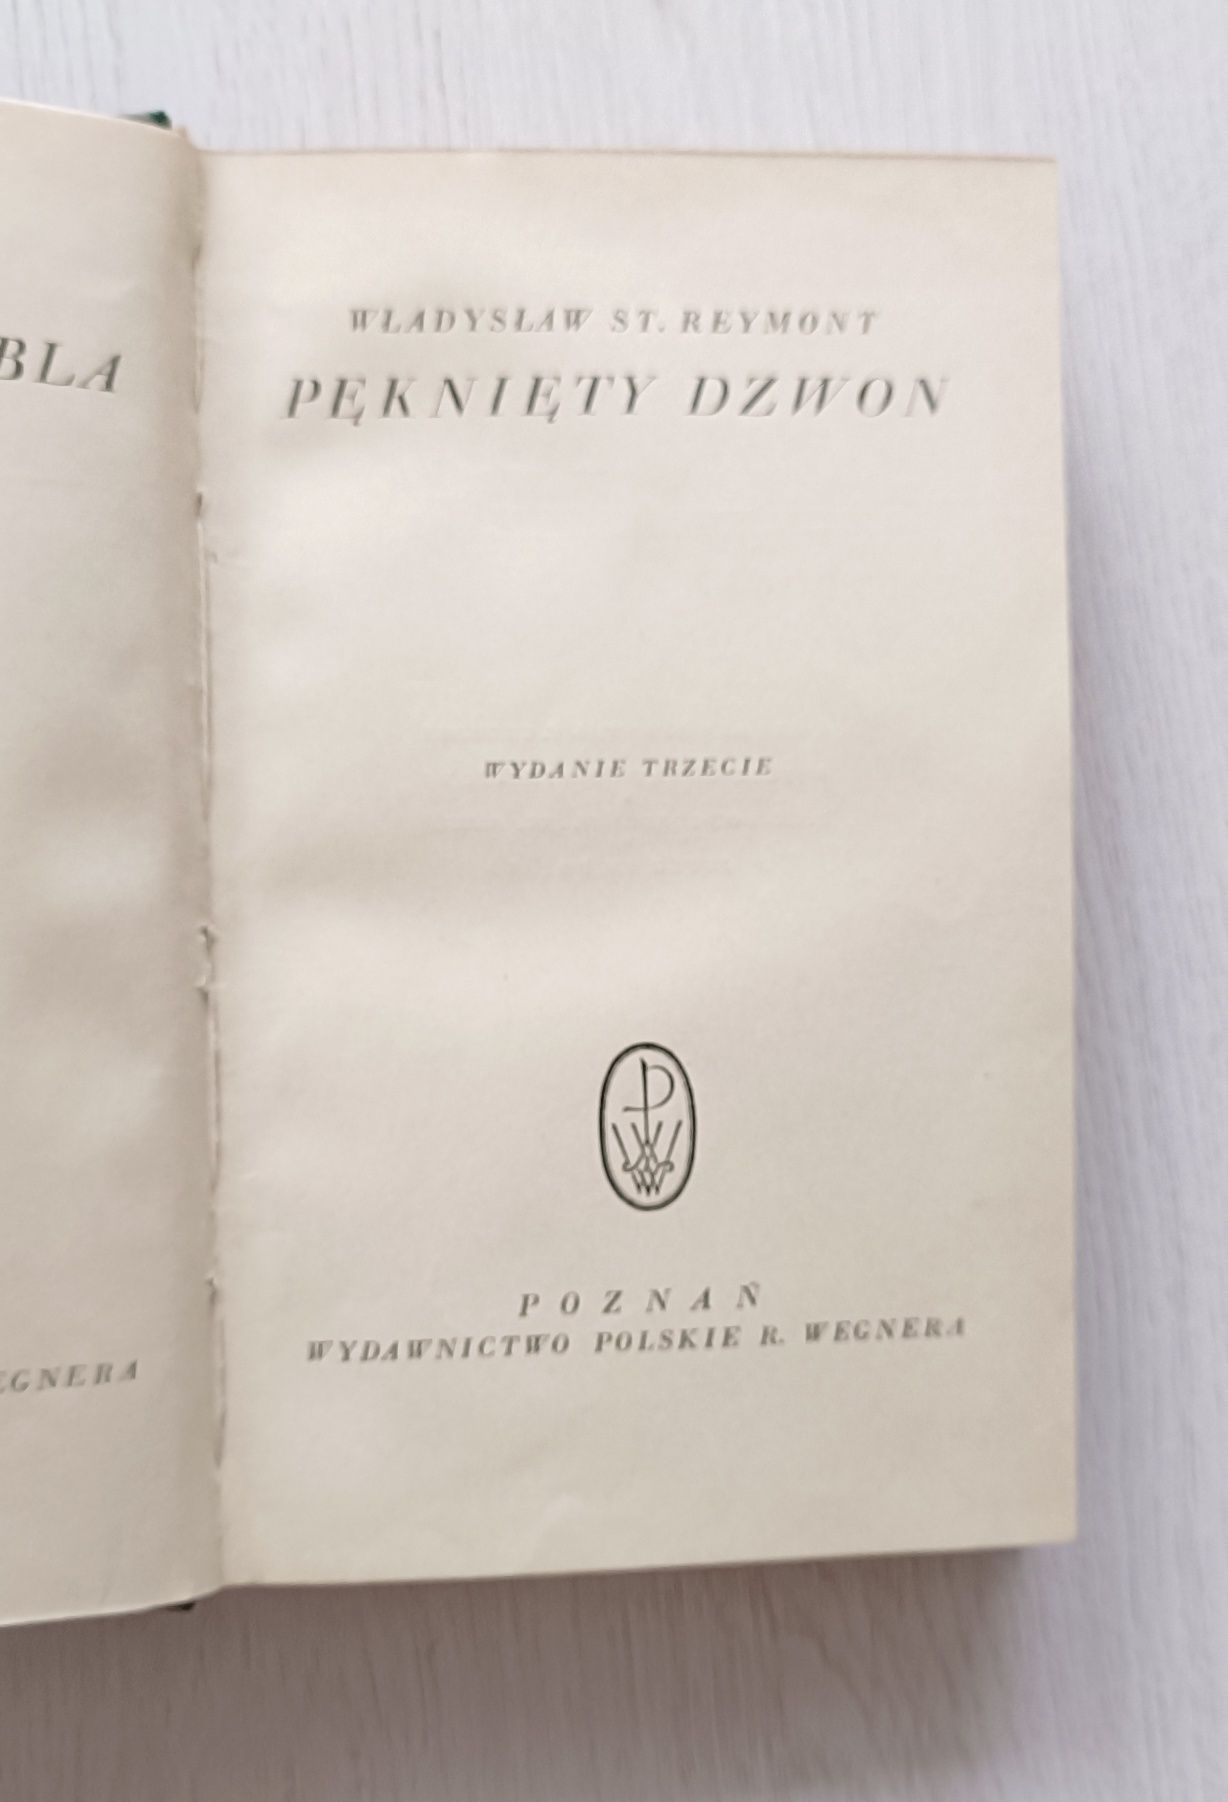 BLA
EGNERA
WŁADYSŁAW ST. REYMONT
PĘKNIĘTY DZWON
WYDANIE TRZECIE
POZNAŃ
WYDAWNICTWO POLSKIE R. WEGNERA